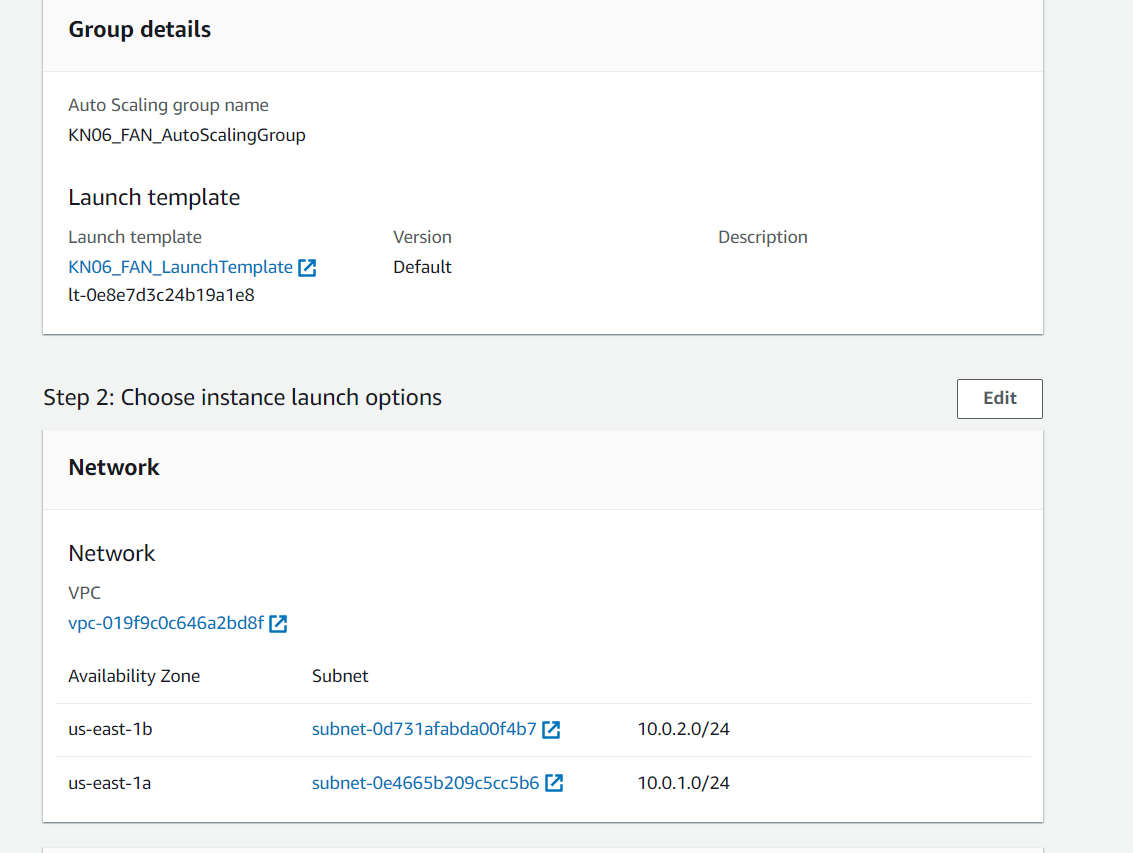 Group details
Auto Scaling group name
KN06_FAN_AutoScalingGroup
Launch template
Launch template Version Description
KN06_FAN_LaunchTemplate Default
lt-0e8e7d3c24b19a1e8
Step 2: Choose instance launch options Edit
Network
Network
VPC
vpc-019f9c0c646a2bd8f
Availability Zone Subnet
us-east-1b subnet-0d731afabda00f4b7 10.0.2.0/24
us-east-1a subnet-0e4665b209c5cc5b6 10.0.1.0/24